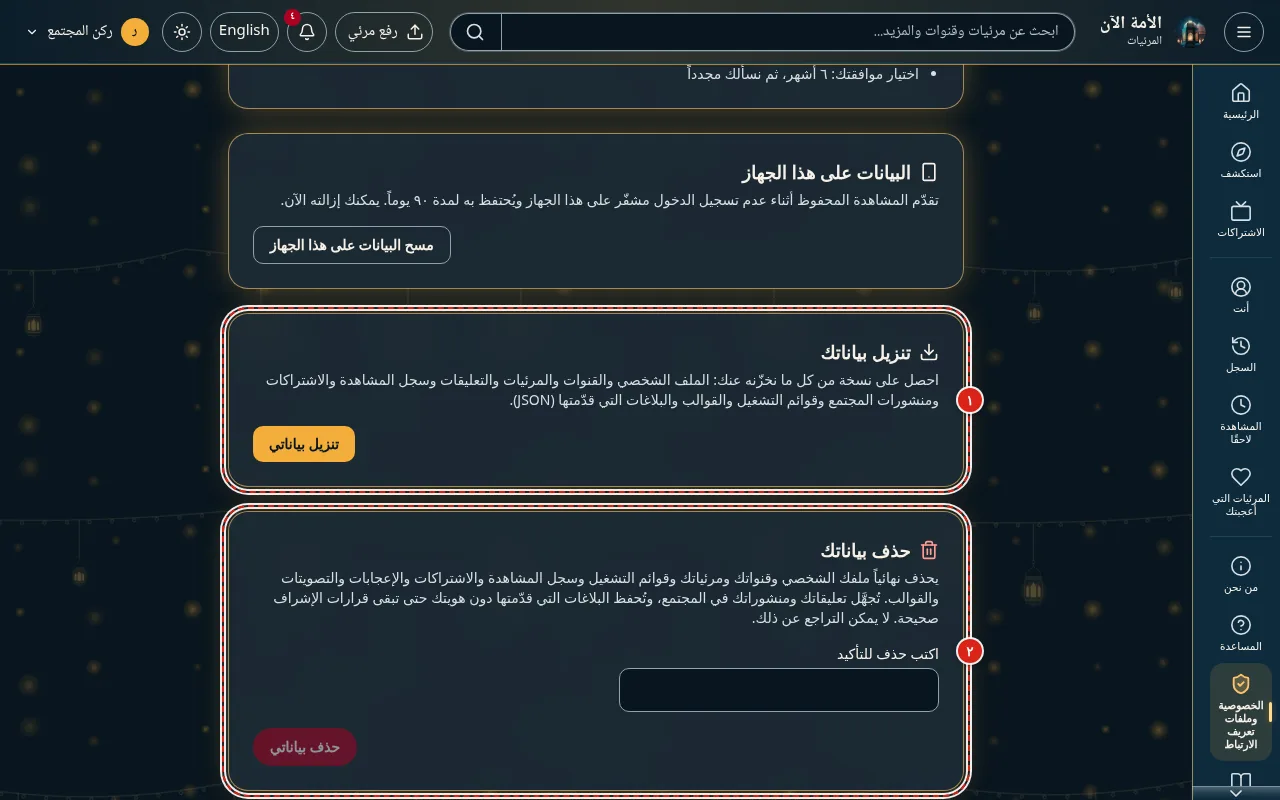 الأمة الآن
المرئيات
ابحث عن مرئيات وقنوات والمزيد...
رفع مرئي
٤
English
ر
ركن المجتمع
الرئيسية
استكشف
الاشتراكات
أنت
السجل
المشاهدة
لاحقًا
المرئيات التي
أعجبتك
من نحن
المساعدة
الخصوصية
وملفات
تعريف
الارتباط
اختيار موافقتك: ٦ أشهر، ثم نسألك مجدداً
البيانات على هذا الجهاز
تقدّم المشاهدة المحفوظ أثناء عدم تسجيل الدخول مشفّر على هذا الجهاز ويُحتفظ به لمدة ٩٠ يوماً. يمكنك إزالته الآن.
مسح البيانات على هذا الجهاز
تنزيل بياناتك
احصل على نسخة من كل ما نخزّنه عنك: الملف الشخصي والقنوات والمرئيات والتعليقات وسجل المشاهدة والاشتراكات
ومنشورات المجتمع وقوائم التشغيل والقوالب والبلاغات التي قدّمتها (JSON).
١
تنزيل بياناتي
حذف بياناتك
يحذف نهائياً ملفك الشخصي وقنواتك ومرئياتك وقوائم التشغيل وسجل المشاهدة والاشتراكات والإعجابات والتصويتات
والقوالب. تُجهَّل تعليقاتك ومنشوراتك في المجتمع، وتُحفظ البلاغات التي قدّمتها دون هويتك حتى تبقى قرارات الإشراف
صحيحة. لا يمكن التراجع عن ذلك.
٢
اكتب حذف للتأكيد
حذف بياناتي